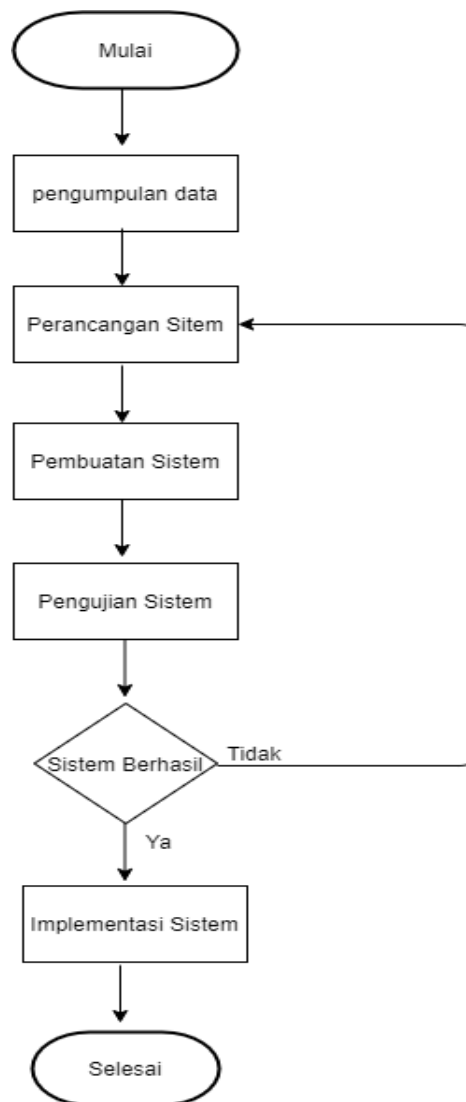 Mulai
pengumpulan data
Perancangan Sitem
Pembuatan Sistem
Pengujian Sistem
Sistem Berhasil
Tidak
Ya
Implementasi Sistem
Selesai